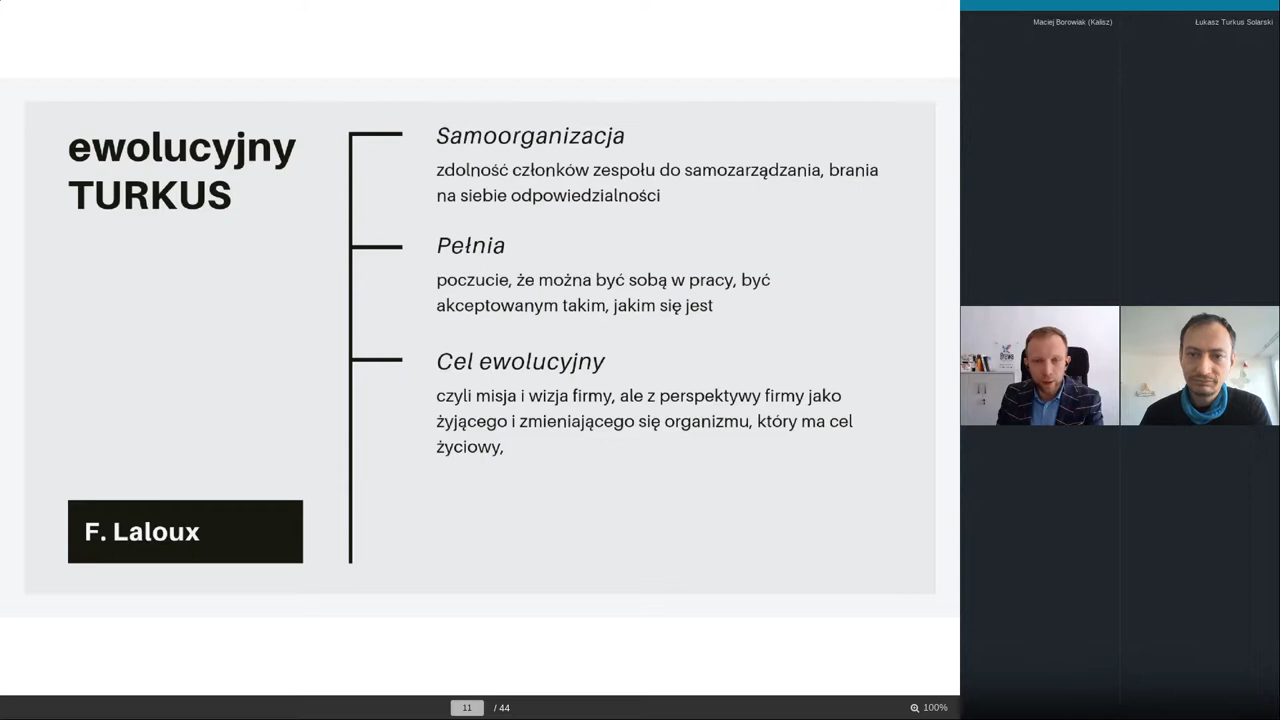 Maciej Borowiak (Kalisz)
Łukasz Turkus Solarski
ewolucyjny
TURKUS
F. Laloux
Samoorganizacja
zdolność członków zespołu do samozarządzania, brania
na siebie odpowiedzialności
Pełnia
poczucie, że można być sobą w pracy, być
akceptowanym takim, jakim się jest
Cel ewolucyjny
czyli misja i wizja firmy, ale z perspektywy firmy jako
żyjącego i zmieniającego się organizmu, który ma cel
życiowy,
11 / 44
100%